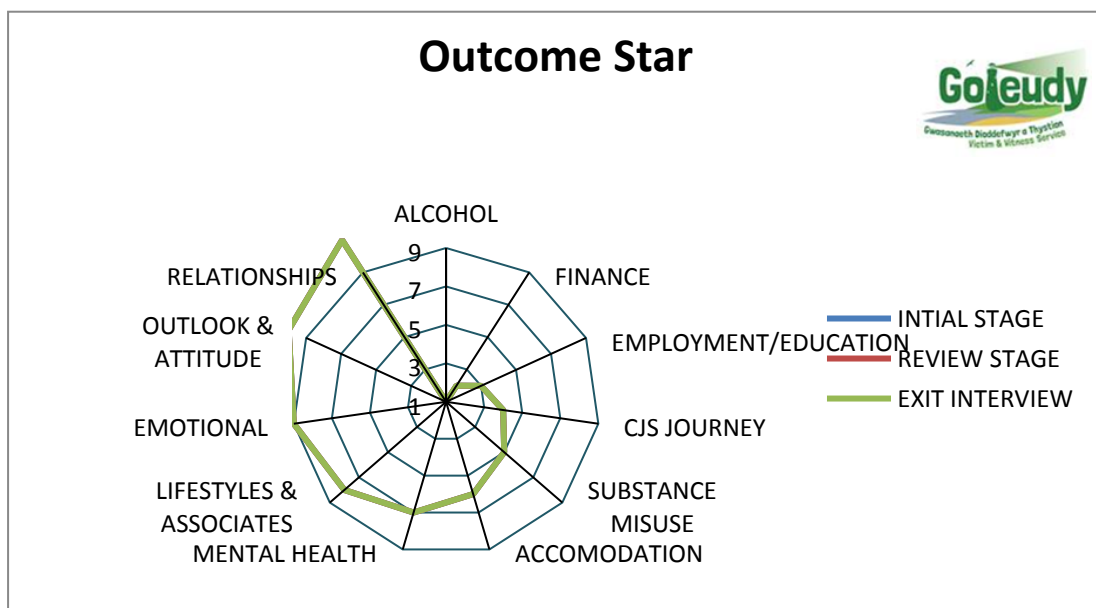 Outcome Star
Goleudy
Gwasanaeth Dioddefwyr a Thystion
Victim & Witness Service
ALCOHOL
FINANCE
EMPLOYMENT/EDUCATION
CJS JOURNEY
SUBSTANCE
MISUSE
ACCOMODATION
MENTAL HEALTH
LIFESTYLES &
ASSOCIATES
EMOTIONAL
OUTLOOK &
ATTITUDE
RELATIONSHIPS
9
7
5
3
1
INTIAL STAGE
REVIEW STAGE
EXIT INTERVIEW